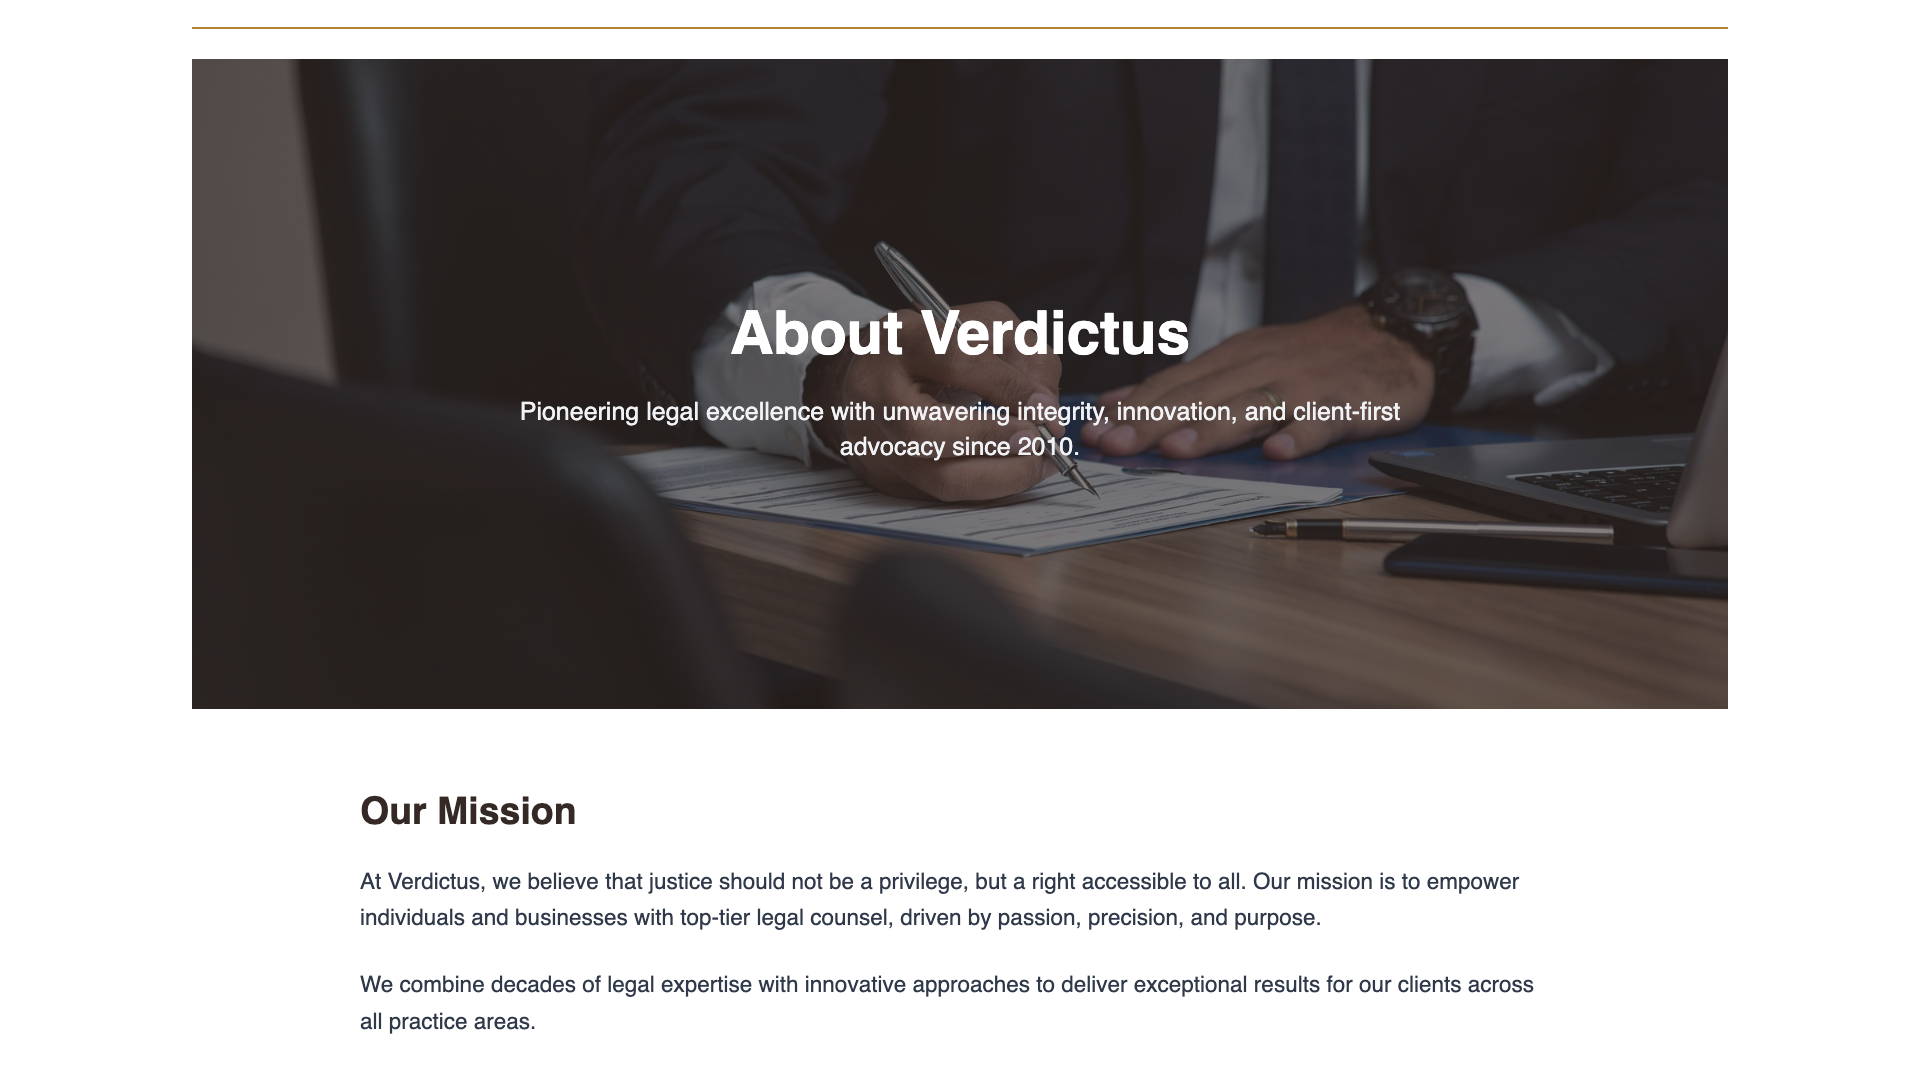 About Verdictus
Pioneering legal excellence with unwavering integrity, innovation, and client-first
advocacy since 2010.
Our Mission
At Verdictus, we believe that justice should not be a privilege, but a right accessible to all. Our mission is to empower
individuals and businesses with top-tier legal counsel, driven by passion, precision, and purpose.
We combine decades of legal expertise with innovative approaches to deliver exceptional results for our clients across
all practice areas.